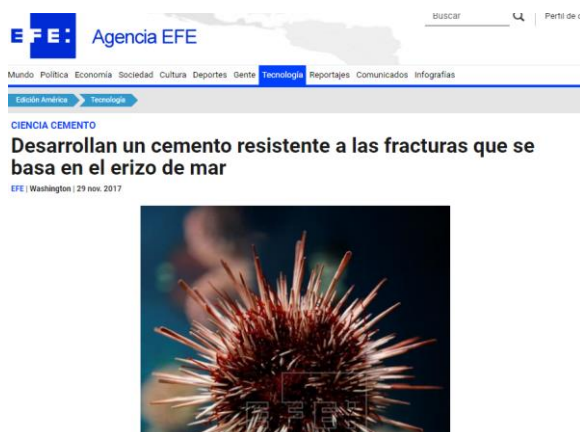 Buscar
Perfil de
EFE:
Agencia EFE
Mundo Política Economía Sociedad Cultura Deportes Gente Tecnología Reportajes Comunicados Infografías
Edición América Tecnología
CIENCIA CEMENTO
Desarrollan un cemento resistente a las fracturas que se
basa en el erizo de mar
EFE | Washington | 29 nov. 2017
EFE: